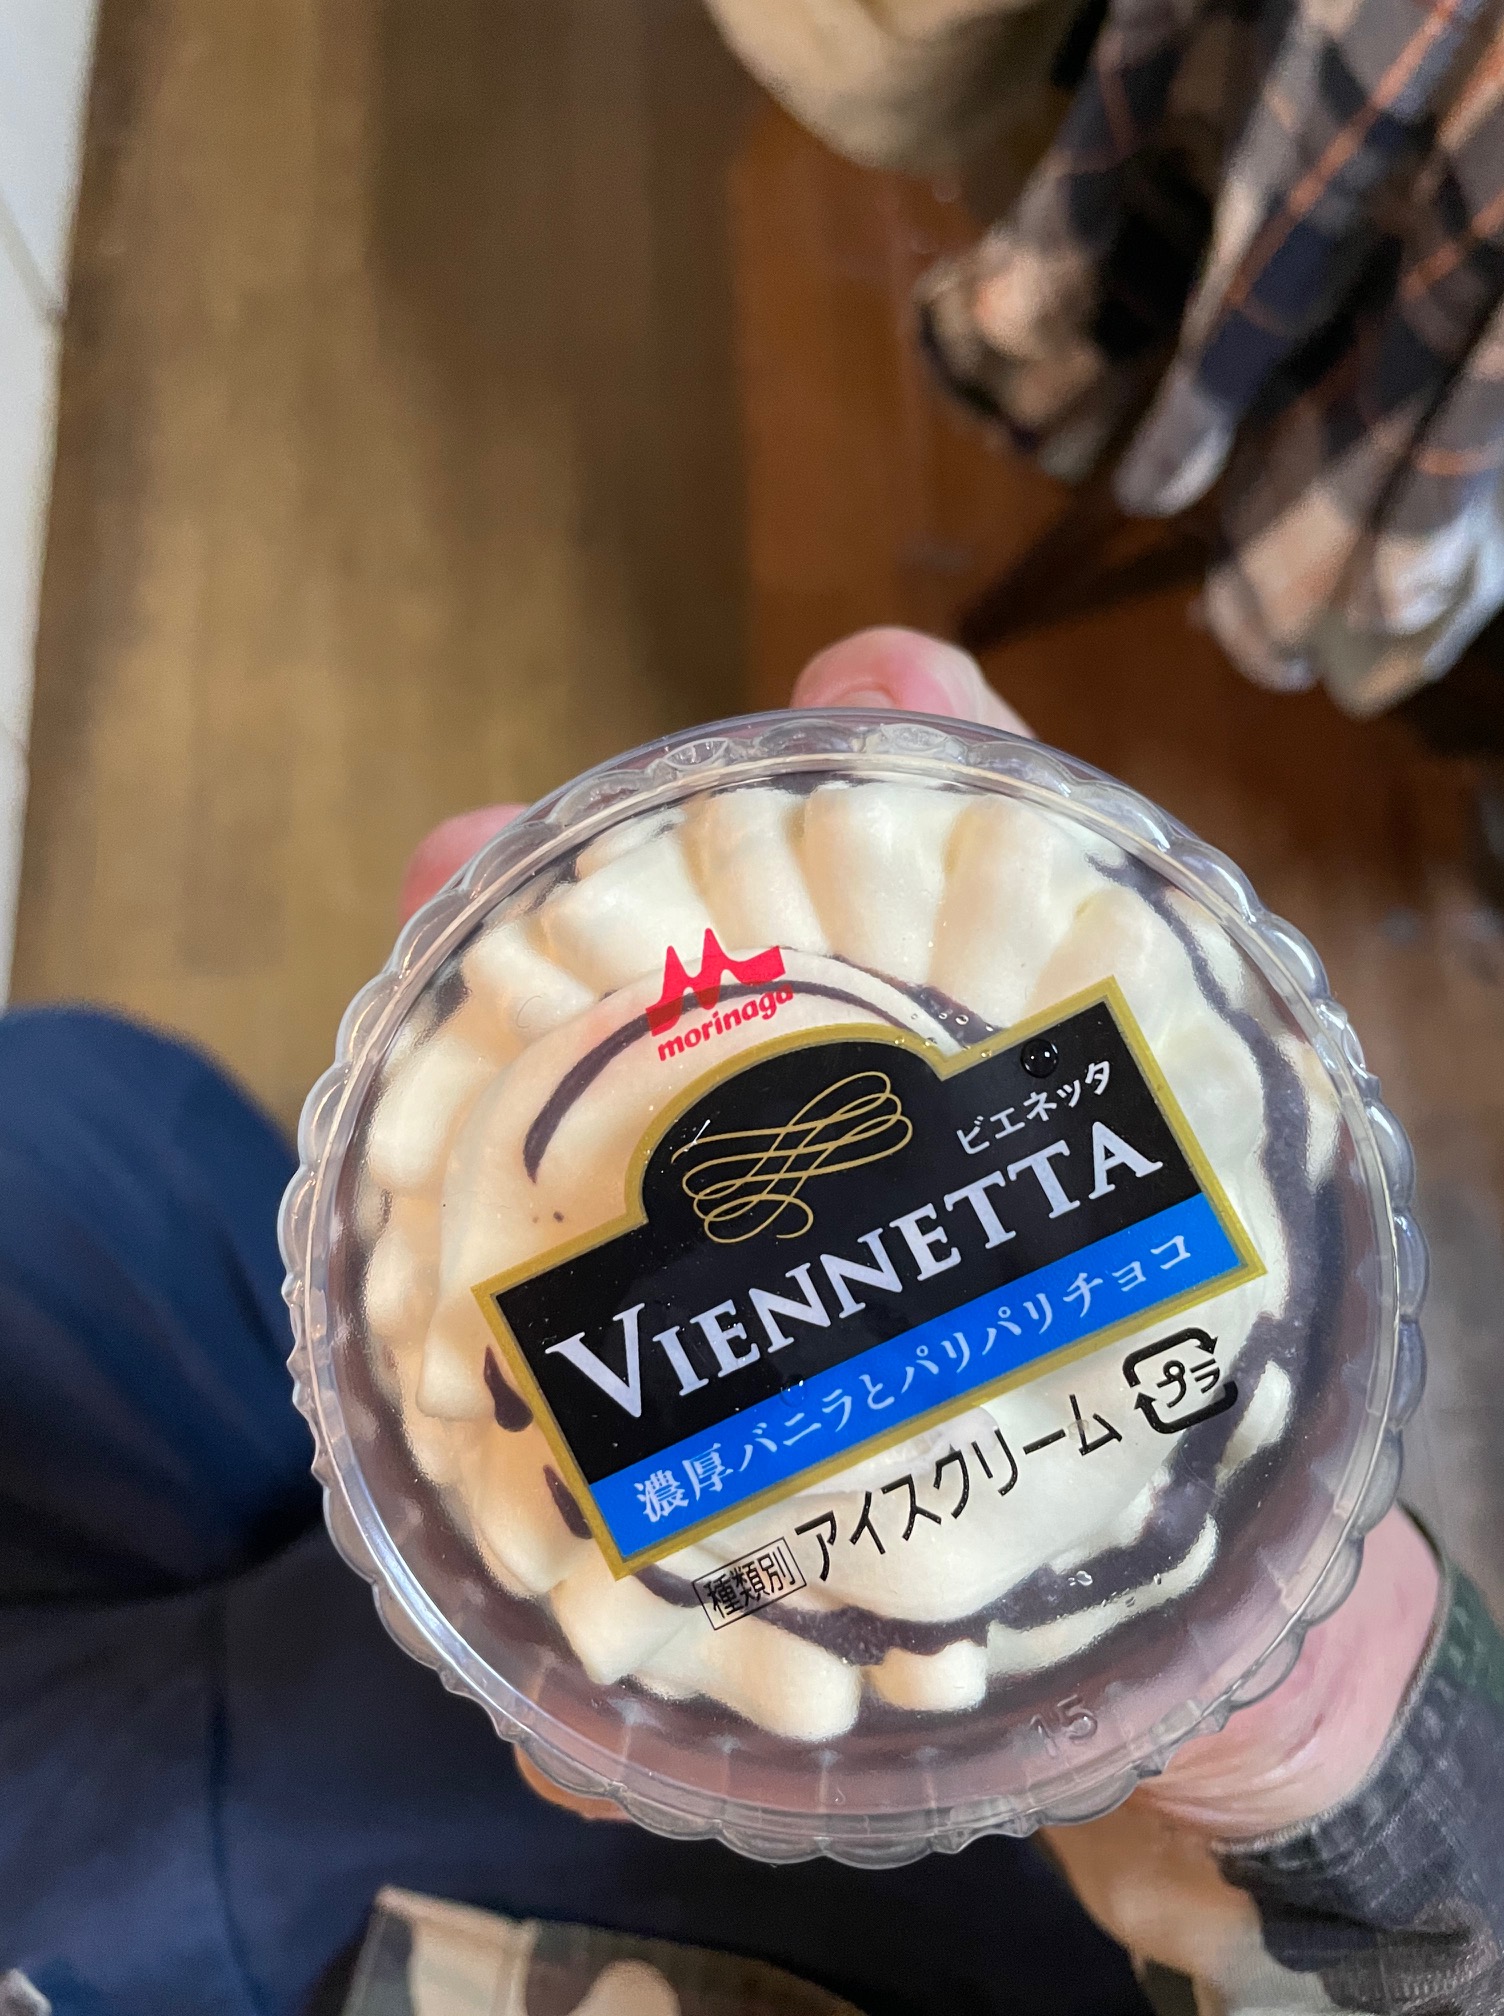 morinaga
ビエネッタ
VIENNETTA
濃厚バニラとパリパリチョコ
種類別 アイスクリーム
プラ
15